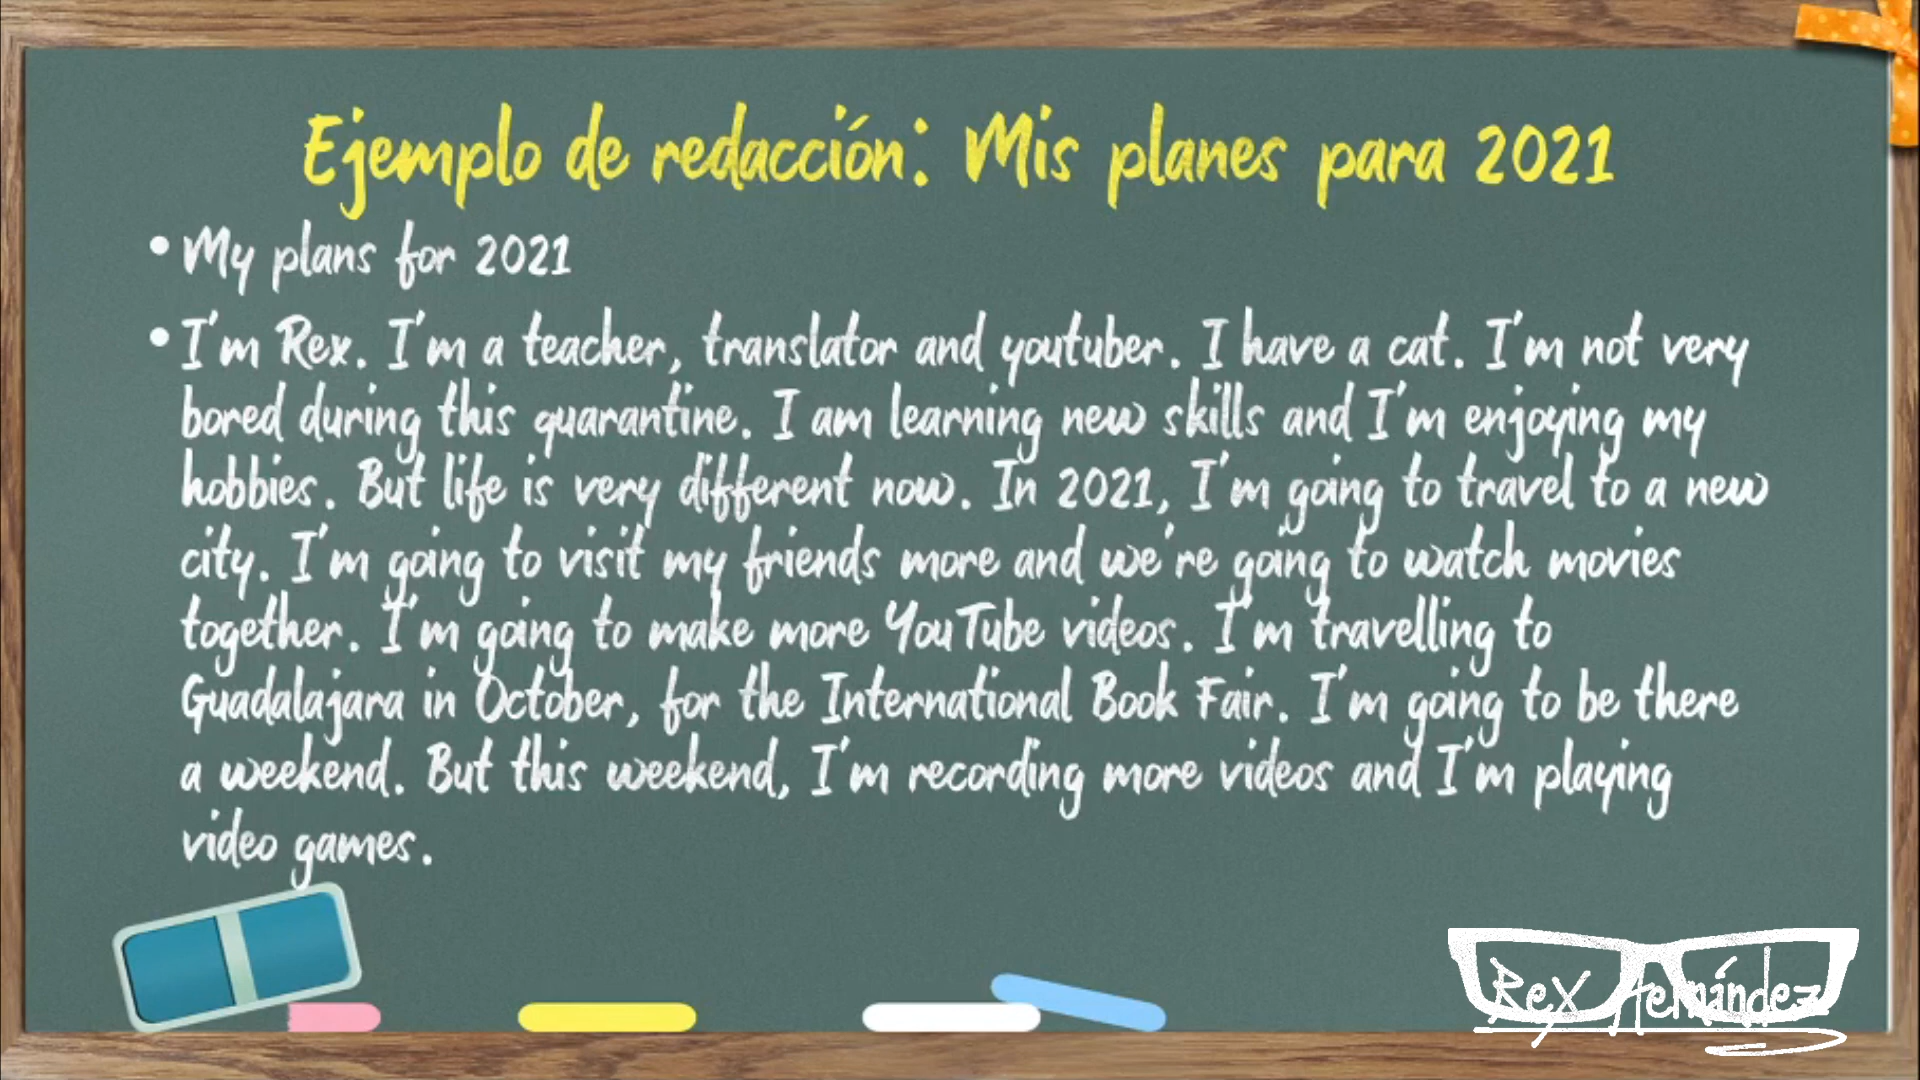 Ejemplo de redacción: Mis planes para 2021
• My plans for 2021
• I'm Rex. I'm a teacher, translator and youtuber. I have a cat. I'm not very
bored during this quarantine. I am learning new skills and I'm enjoying my
hobbies. But life is very different now. In 2021, I'm going to travel to a new
city. I'm going to visit my friends more and we're going to watch movies
together. I'm going to make more YouTube videos. I'm travelling to
Guadalajara in October, for the International Book Fair. I'm going to be there
a weekend. But this weekend, I'm recording more videos and I'm playing
video games.
Rex Hernández